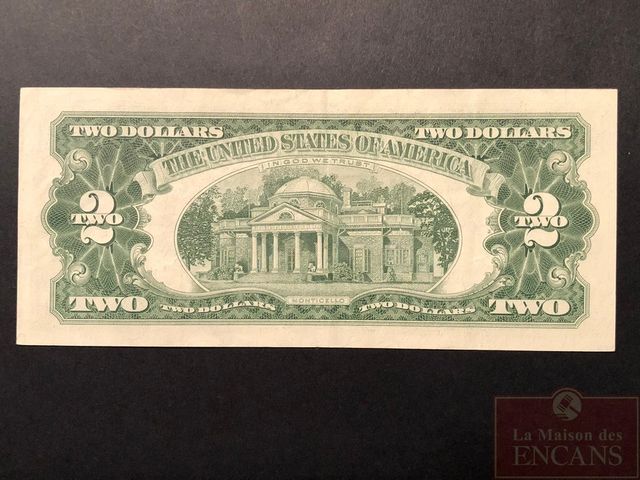 TWO DOLLARS
TWO DOLLARS
THE UNITED STATES OF AMERICA
IN GOD WE TRUST
2
TWO
2
TWO
TWO
TWO DOLLARS
MONTICELLO
TWO DOLLARS
TWO
La Maison des
ENCANS